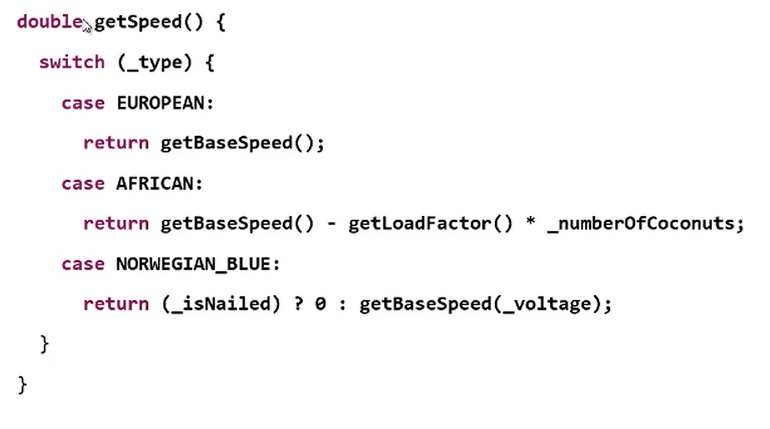 double getSpeed() {
switch (_type) {
case EUROPEAN:
return getBaseSpeed();
case AFRICAN:
return getBaseSpeed() - getLoadFactor() * _numberOfCoconuts;
case NORWEGIAN_BLUE:
return (_isNailed) ? 0 : getBaseSpeed(_voltage);
}
}